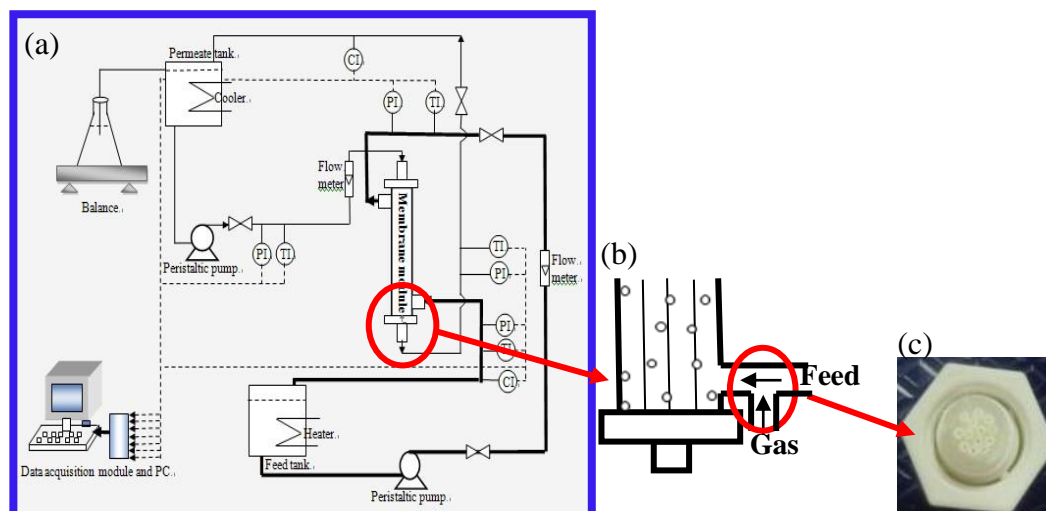 (a)
Permeate tank.
CI.
Cooler.
PI.
TI.
Flow.
meter.
Balance.
Membrane module
PI.
TI.
Peristaltic pump.
TI.
PI.
Flow.
meter.
PI.
TI.
CI.
Heater.
Feed tank.
Data acquisition module and PC.
Peristaltic pump.
(b)
Feed
Gas
(c)